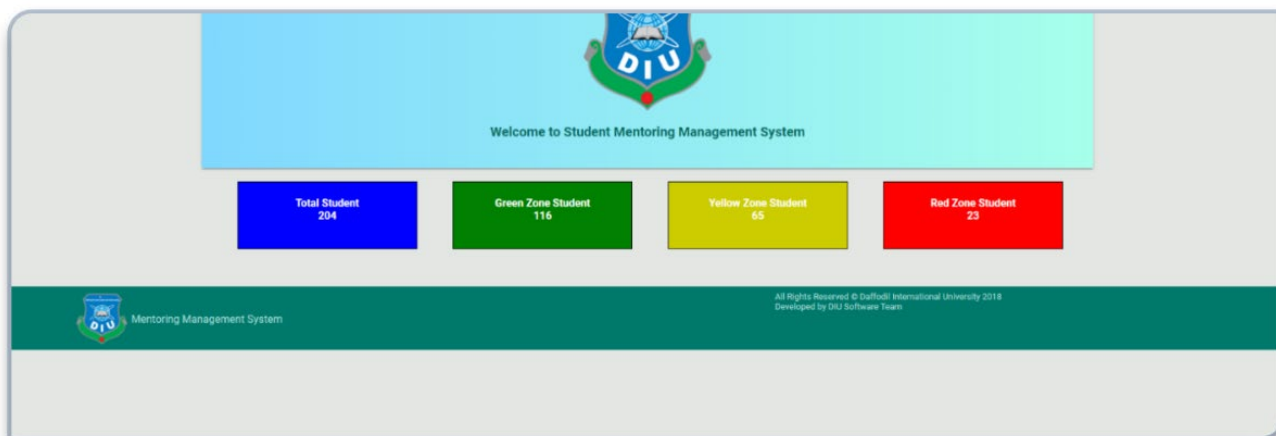 DIU
Welcome to Student Mentoring Management System
Total Student
204
Green Zone Student
116
Yellow Zone Student
65
Red Zone Student
23
DIU
Mentoring Management System
All Rights Reserved © Daffodil International University 2018
Developed by DIU Software Team